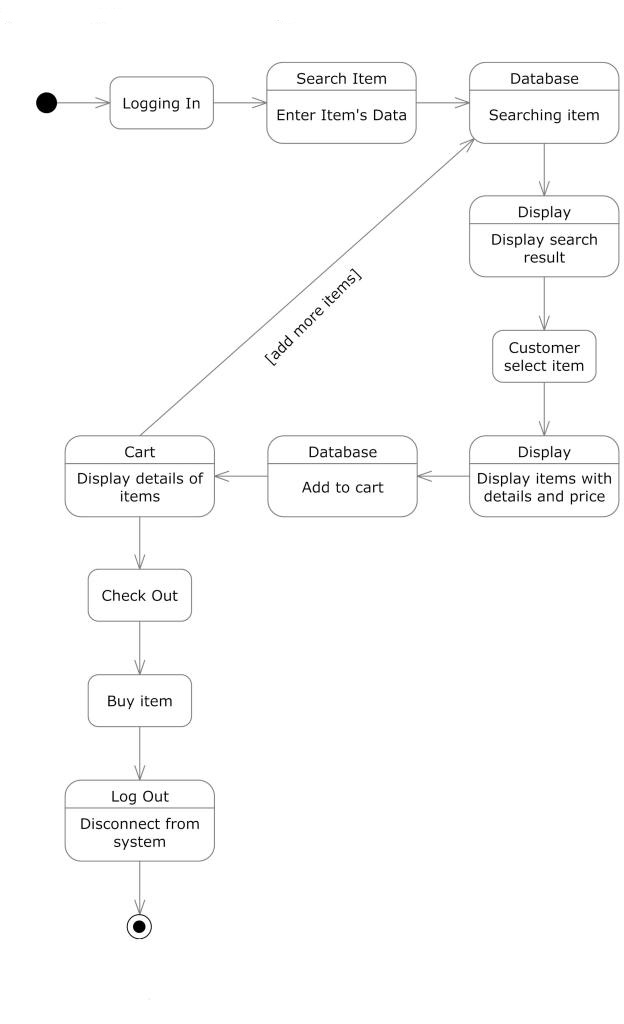 Logging In
Search Item
Enter Item's Data
Database
Searching item
Display
Display search
result
Customer
select item
[add more items]
Cart
Display details of
items
Database
Add to cart
Display
Display items with
details and price
Check Out
Buy item
Log Out
Disconnect from
system